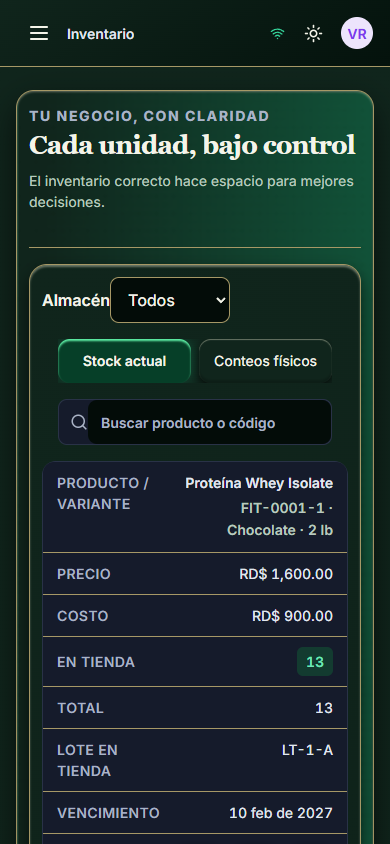 Inventario
VR
TU NEGOCIO, CON CLARIDAD
Cada unidad, bajo control
El inventario correcto hace espacio para mejores
decisiones.
Almacén Todos
Stock actual Conteos físicos
Buscar producto o código
PRODUCTO / Proteína Whey Isolate
VARIANTE FIT-0001-1 ·
Chocolate · 2 lb
PRECIO RD$ 1,600.00
COSTO RD$ 900.00
EN TIENDA 13
TOTAL 13
LOTE EN LT-1-A
TIENDA
VENCIMIENTO 10 feb de 2027